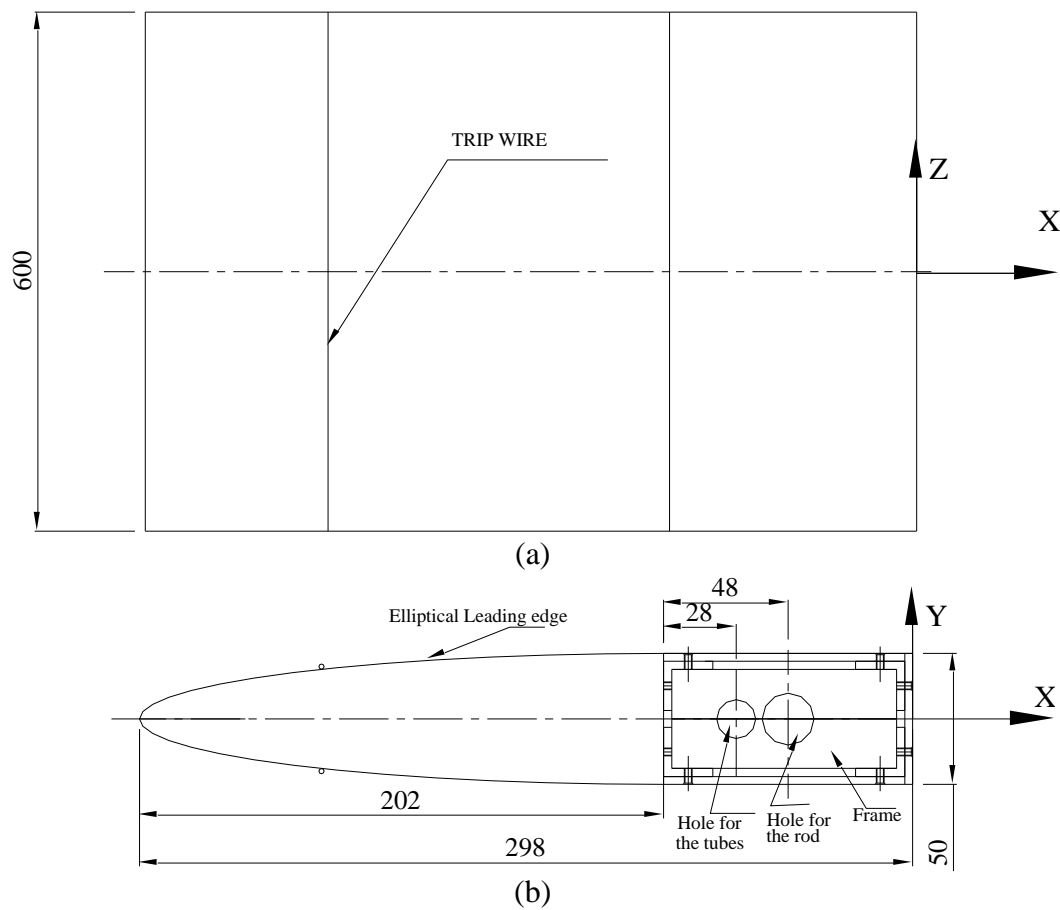 TRIP WIRE
Z
X
600
(a)
48
28
Elliptical Leading edge
Y
X
202
Hole for
the tubes
Hole for
the rod
Frame
298
50
(b)